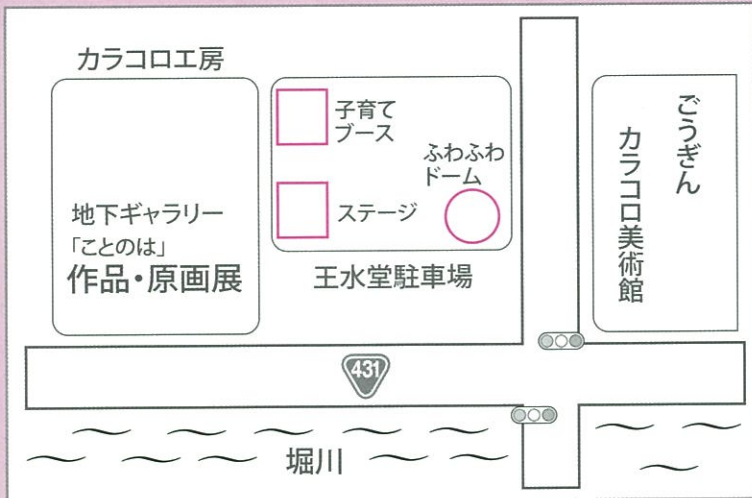 カラコロ工房
地下ギャラリー
「ことのは」
作品・原画展
子育て
ブース
ステージ
ふわふわ
ドーム
王水堂駐車場
ごうぎん
カラコロ美術館
431
堀川